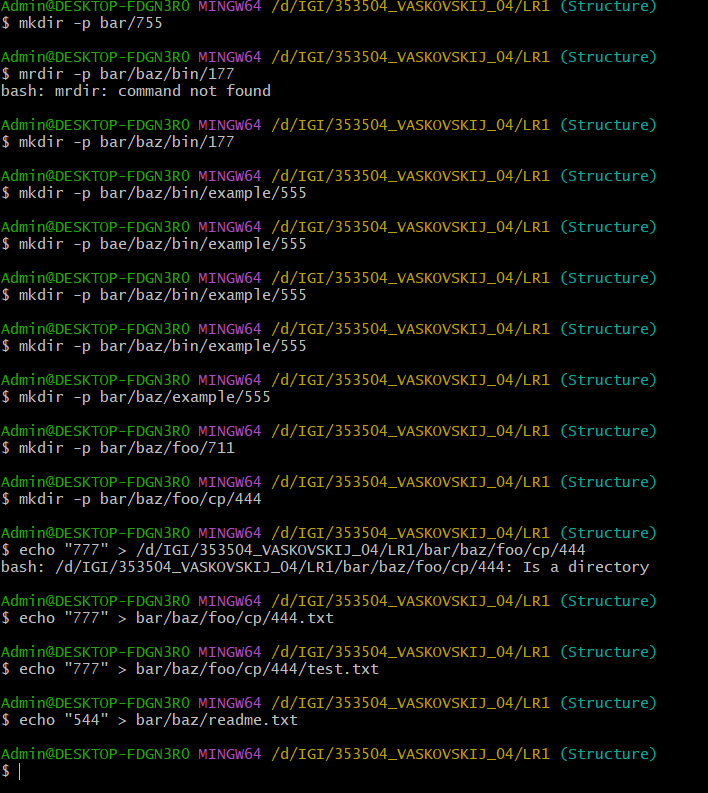 Admin@DESKTOP-FDGN3R0 MINGW64 /d/IGI/353504_VASKOVSKIJ_04/LR1 (Structure)
$ mkdir -p bar/755
Admin@DESKTOP-FDGN3R0 MINGW64 /d/IGI/353504_VASKOVSKIJ_04/LR1 (Structure)
$ mrdir -p bar/baz/bin/177
bash: mrdir: command not found
Admin@DESKTOP-FDGN3R0 MINGW64 /d/IGI/353504_VASKOVSKIJ_04/LR1 (Structure)
$ mkdir -p bar/baz/bin/177
Admin@DESKTOP-FDGN3R0 MINGW64 /d/IGI/353504_VASKOVSKIJ_04/LR1 (Structure)
$ mkdir -p bar/baz/bin/example/555
Admin@DESKTOP-FDGN3R0 MINGW64 /d/IGI/353504_VASKOVSKIJ_04/LR1 (Structure)
$ mkdir -p bae/baz/bin/example/555
Admin@DESKTOP-FDGN3R0 MINGW64 /d/IGI/353504_VASKOVSKIJ_04/LR1 (Structure)
$ mkdir -p bar/baz/bin/example/555
Admin@DESKTOP-FDGN3R0 MINGW64 /d/IGI/353504_VASKOVSKIJ_04/LR1 (Structure)
$ mkdir -p bar/baz/bin/example/555
Admin@DESKTOP-FDGN3R0 MINGW64 /d/IGI/353504_VASKOVSKIJ_04/LR1 (Structure)
$ mkdir -p bar/baz/example/555
Admin@DESKTOP-FDGN3R0 MINGW64 /d/IGI/353504_VASKOVSKIJ_04/LR1 (Structure)
$ mkdir -p bar/baz/foo/711
Admin@DESKTOP-FDGN3R0 MINGW64 /d/IGI/353504_VASKOVSKIJ_04/LR1 (Structure)
$ mkdir -p bar/baz/foo/cp/444
Admin@DESKTOP-FDGN3R0 MINGW64 /d/IGI/353504_VASKOVSKIJ_04/LR1 (Structure)
$ echo "777" > /d/IGI/353504_VASKOVSKIJ_04/LR1/bar/baz/foo/cp/444
bash: /d/IGI/353504_VASKOVSKIJ_04/LR1/bar/baz/foo/cp/444: Is a directory
Admin@DESKTOP-FDGN3R0 MINGW64 /d/IGI/353504_VASKOVSKIJ_04/LR1 (Structure)
$ echo "777" > bar/baz/foo/cp/444.txt
Admin@DESKTOP-FDGN3R0 MINGW64 /d/IGI/353504_VASKOVSKIJ_04/LR1 (Structure)
$ echo "777" > bar/baz/foo/cp/444/test.txt
Admin@DESKTOP-FDGN3R0 MINGW64 /d/IGI/353504_VASKOVSKIJ_04/LR1 (Structure)
$ echo "544" > bar/baz/readme.txt
Admin@DESKTOP-FDGN3R0 MINGW64 /d/IGI/353504_VASKOVSKIJ_04/LR1 (Structure)
$